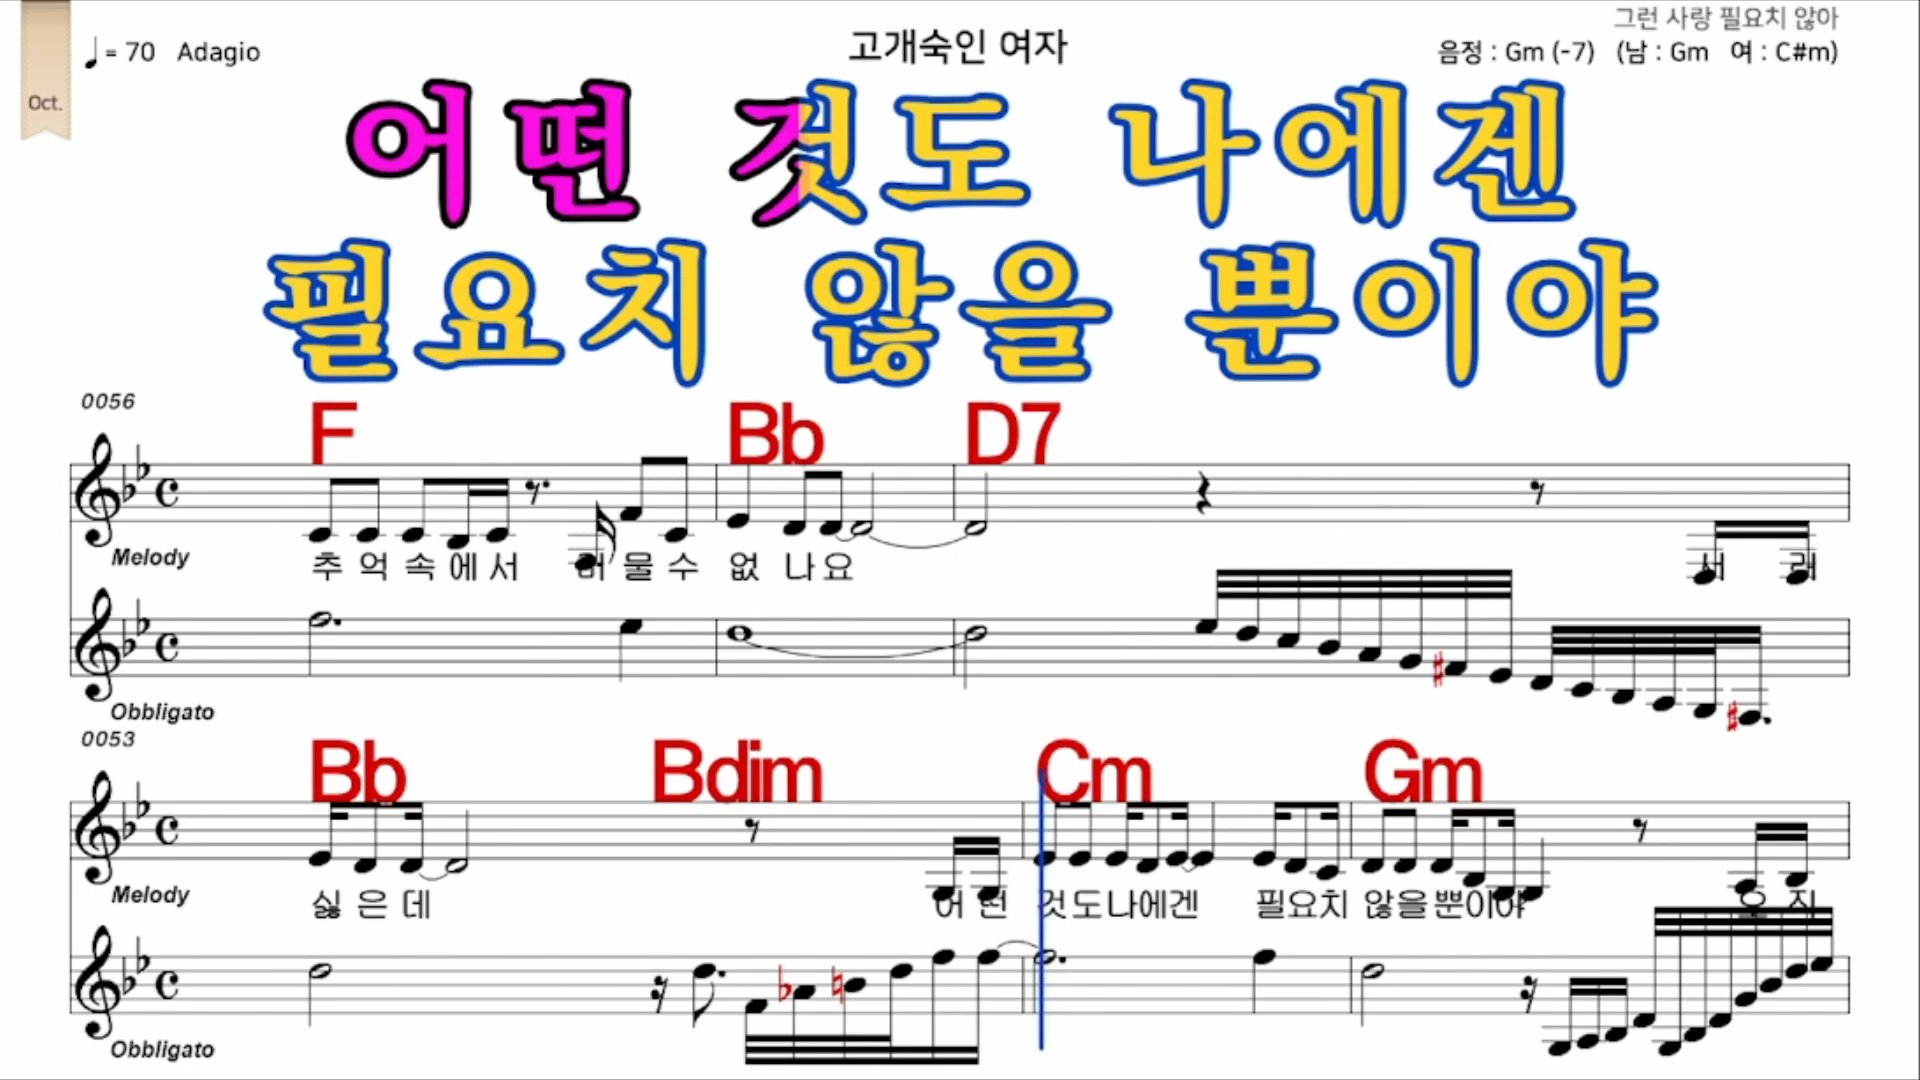 그런 사랑 필요치 않아
♩= 70 Adagio
고개숙인 여자
음정 : Gm (-7) (남 : Gm 여 : C#m)
Oct.
어떤 것도 나에겐
필요치 않을 뿐이야
0056
F Bb D7
Melody
추 억 속 에 서 머 물 수 없 나 요
Obbligato
0053
Bb Bdim Cm Gm
Melody
싫 은 데 어 떤 것도나에겐 필요치 않을뿐이야 오 직
Obbligato